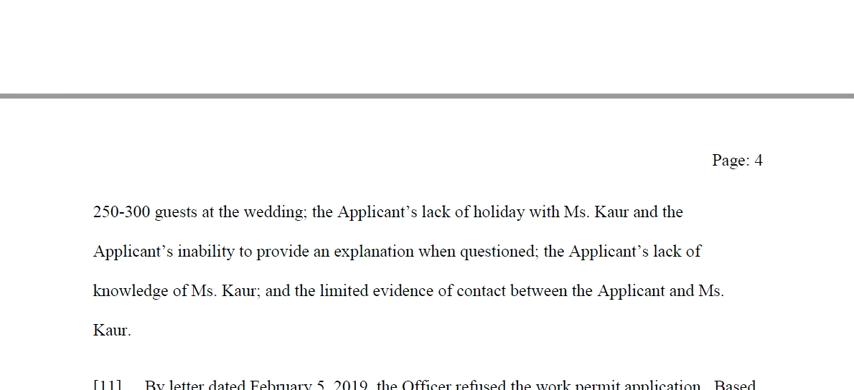 Page: 4
250-300 guests at the wedding; the Applicant’s lack of holiday with Ms. Kaur and the
Applicant’s inability to provide an explanation when questioned; the Applicant’s lack of
knowledge of Ms. Kaur; and the limited evidence of contact between the Applicant and Ms.
Kaur.
[11] By letter dated February 5, 2019, the Officer refused the work permit application. Based